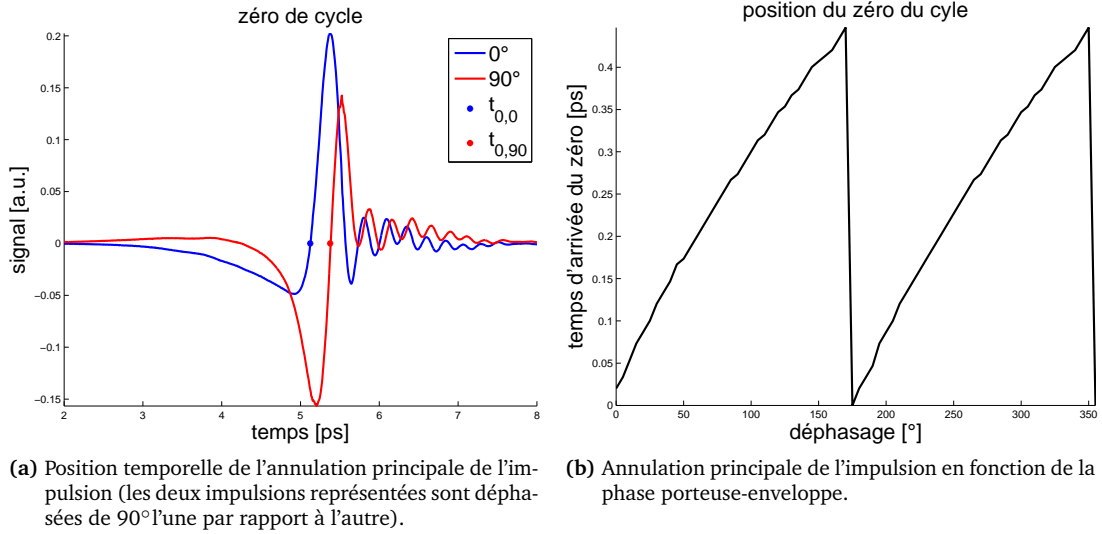 zéro de cycle
0.2
0.15
0.1
0.05
0
−0.05
−0.1
−0.15
2
3
4
5
6
7
8
signal [a.u.]
temps [ps]
0°
90°
t0,0
t0,90
position du zéro du cyle
0.4
0.35
0.3
0.25
0.2
0.15
0.1
0.05
0
0
50
100
150
200
250
300
350
temps d'arrivée du zéro [ps]
déphasage [°]
(a) Position temporelle de l'annulation principale de l'im-
pulsion (les deux impulsions représentées sont dépha-
sées de 90°l'une par rapport à l'autre).
(b) Annulation principale de l'impulsion en fonction de la
phase porteuse-enveloppe.